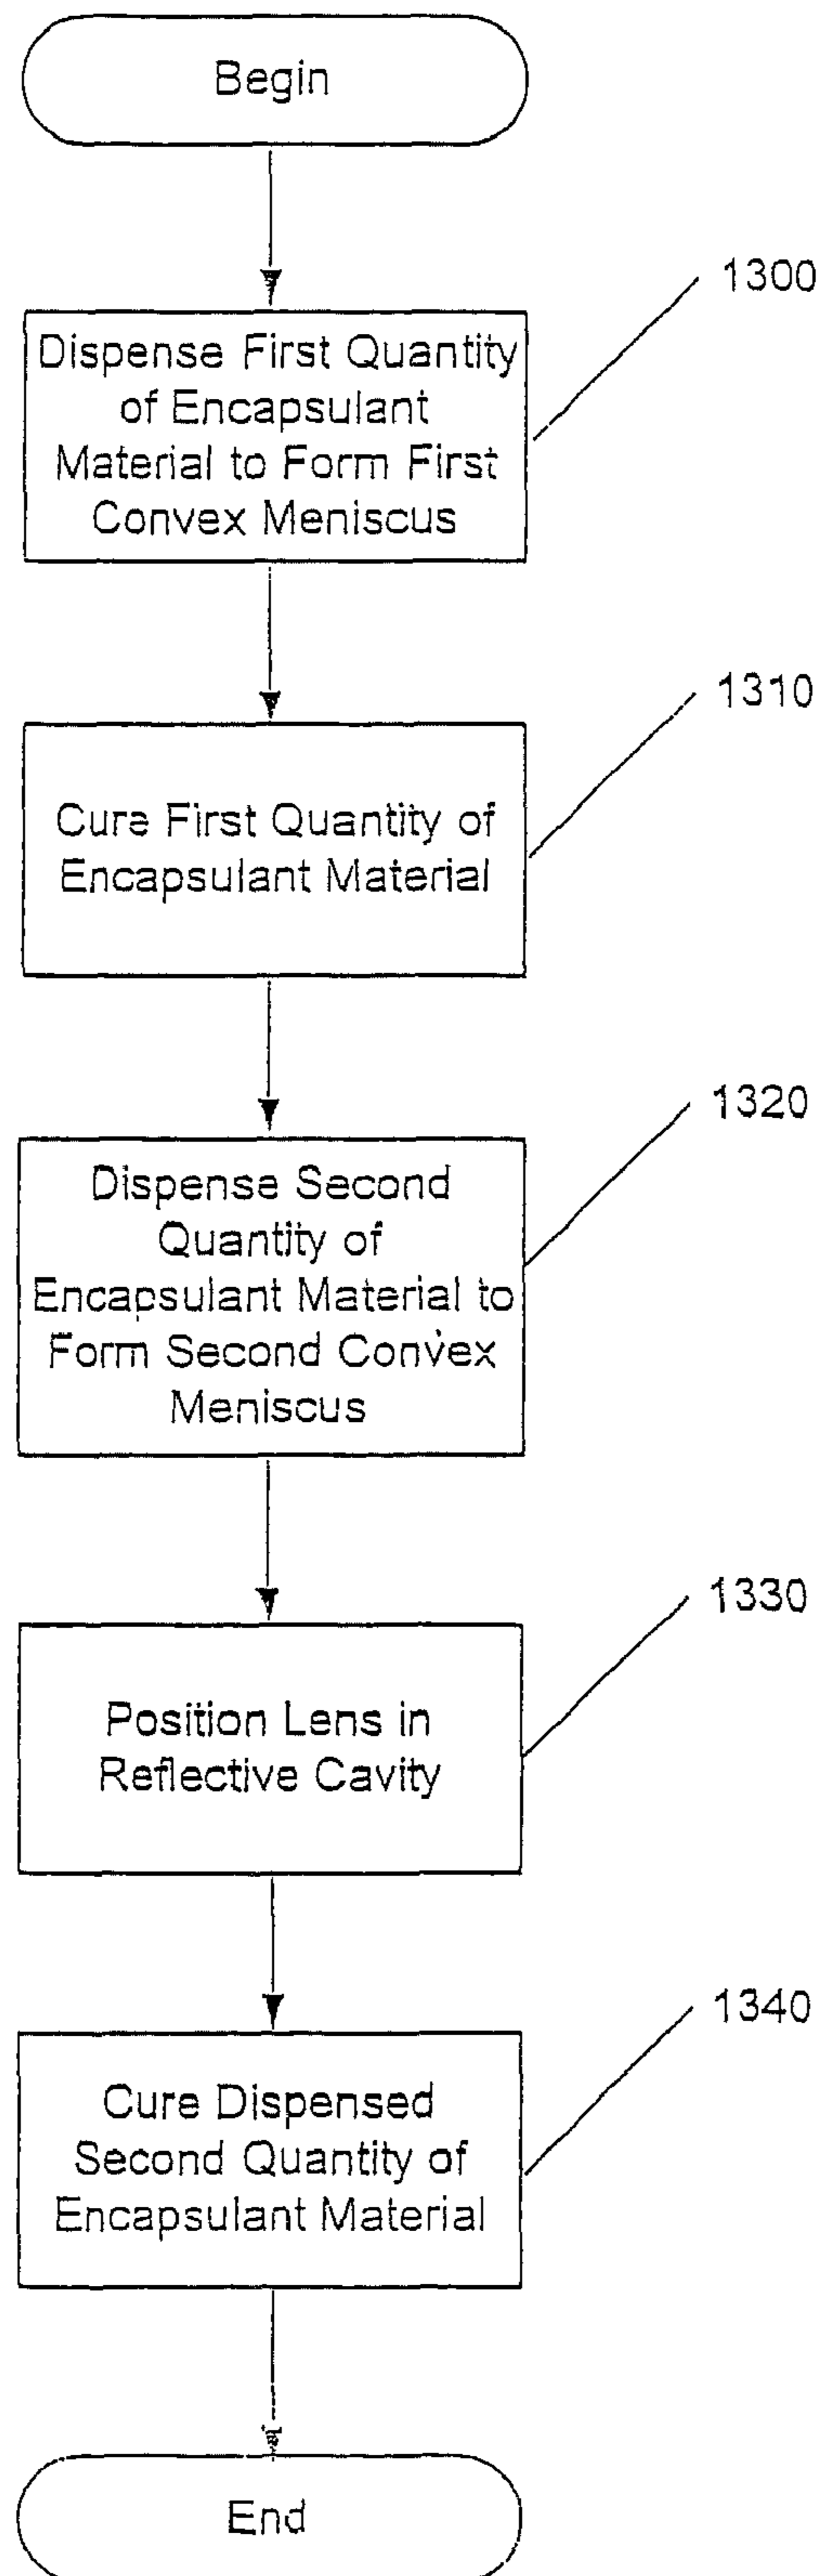 Begin
1300
Dispense First Quantity
of Encapsulant
Material to Form First
Convex Meniscus
1310
Cure First Quantity of
Encapsulant Material
1320
Dispense Second
Quantity of
Encapsulant Material to
Form Second Convex
Meniscus
1330
Position Lens in
Reflective Cavity
1340
Cure Dispensed
Second Quantity of
Encapsulant Material
End